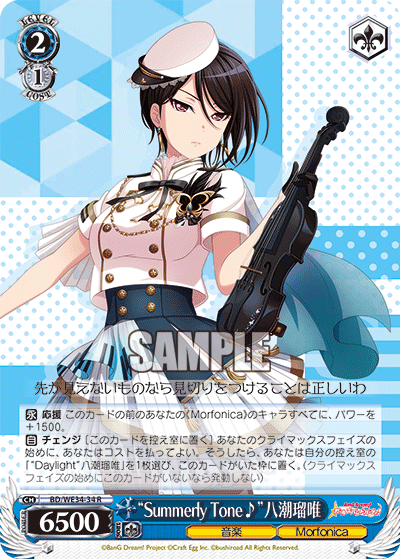 LEVEL
2
1
COST
SAMPLE
先が見えないものなら見切りをつけることは正しいわ
永 応援 このカードの前のあなたの《Morfonica》のキャラすべてに、パワーを
+1500。
自 チェンジ [このカードを控え室に置く] あなたのクライマックスフェイズの
始めに、あなたはコストを払ってよい。そうしたら、あなたは自分の控え室の
「“Daylight”八潮瑠唯」を1枚選び、このカードがいた枠に置く。(クライマックス
フェイズの始めがないなら発動しない)
CH BD/WE34-34 R
6500
“Summerly Tone♪”八潮瑠唯
音楽
Morfonica
©BanG Dream! Project ©Craft Egg Inc. ©bushiroad All Rights Reserved.